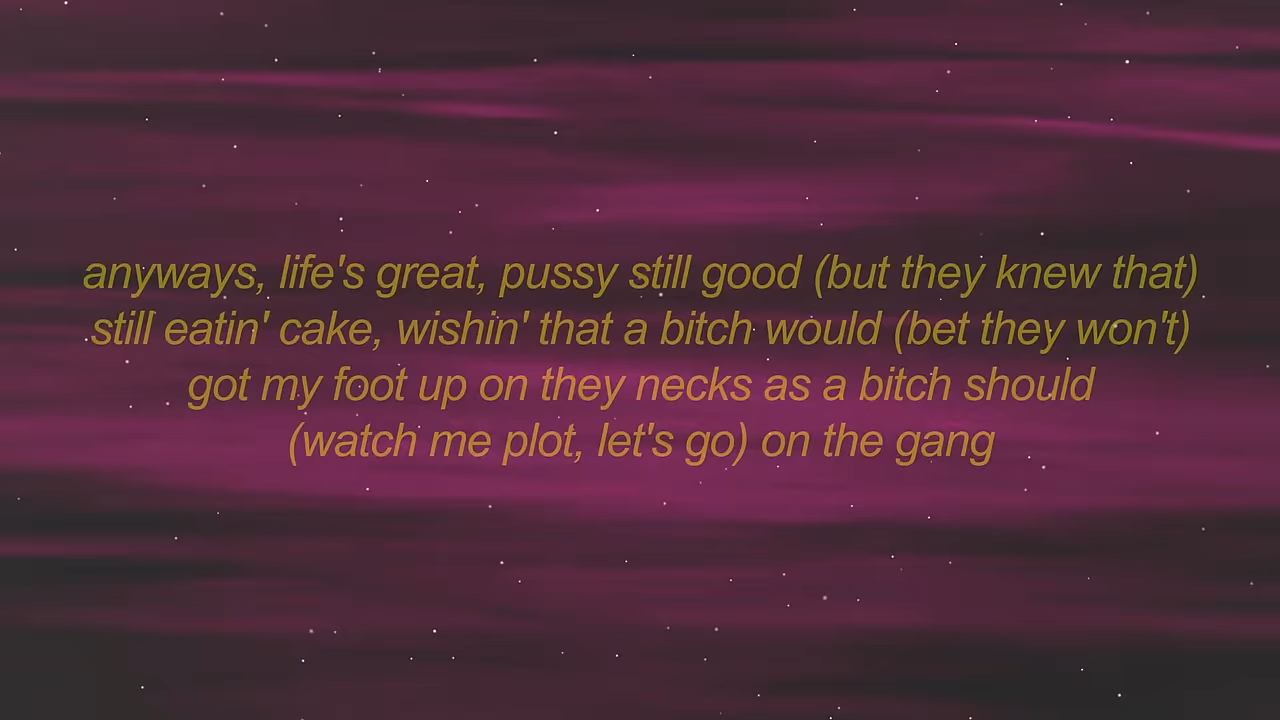 anyways, life's great, pussy still good (but they knew that)
still eatin' cake, wishin' that a bitch would (bet they won't)
got my foot up on they necks as a bitch should
(watch me plot, let's go) on the gang